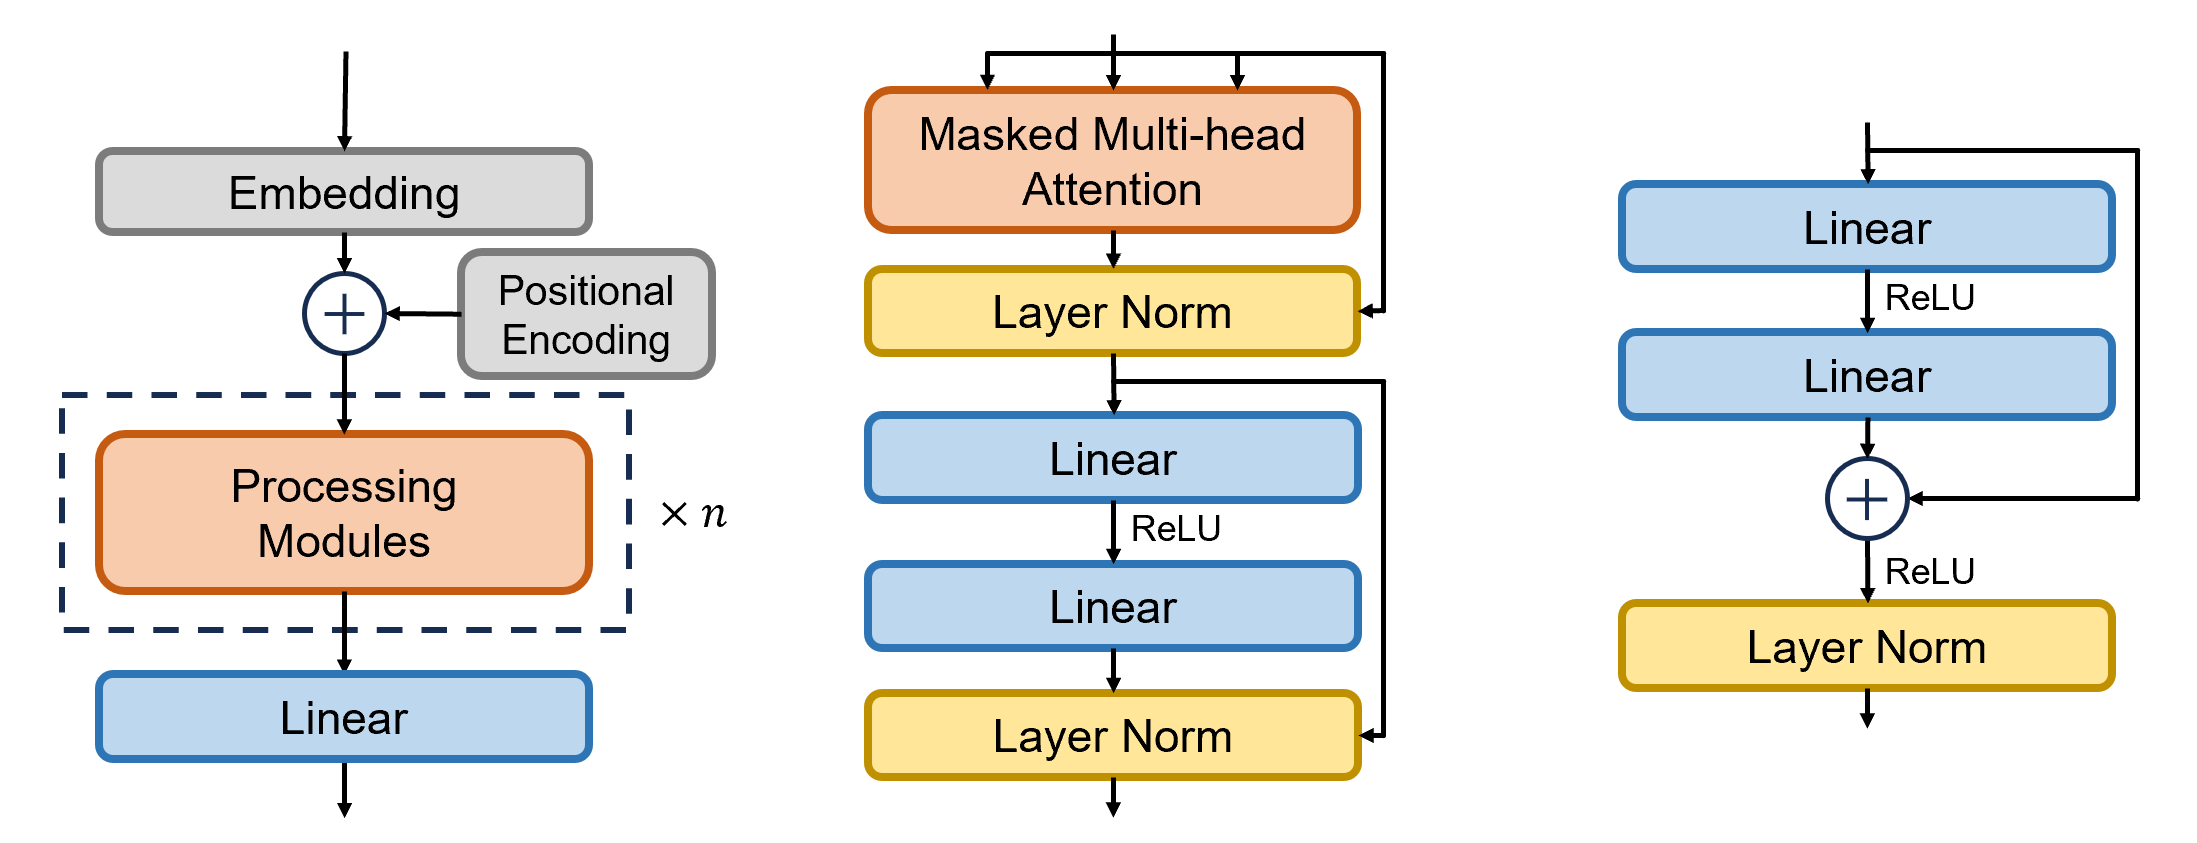 Embedding
Positional
Encoding
Processing
Modules
× n
Linear
Masked Multi-head
Attention
Layer Norm
Linear
ReLU
Linear
Layer Norm
Linear
ReLU
Linear
ReLU
Layer Norm